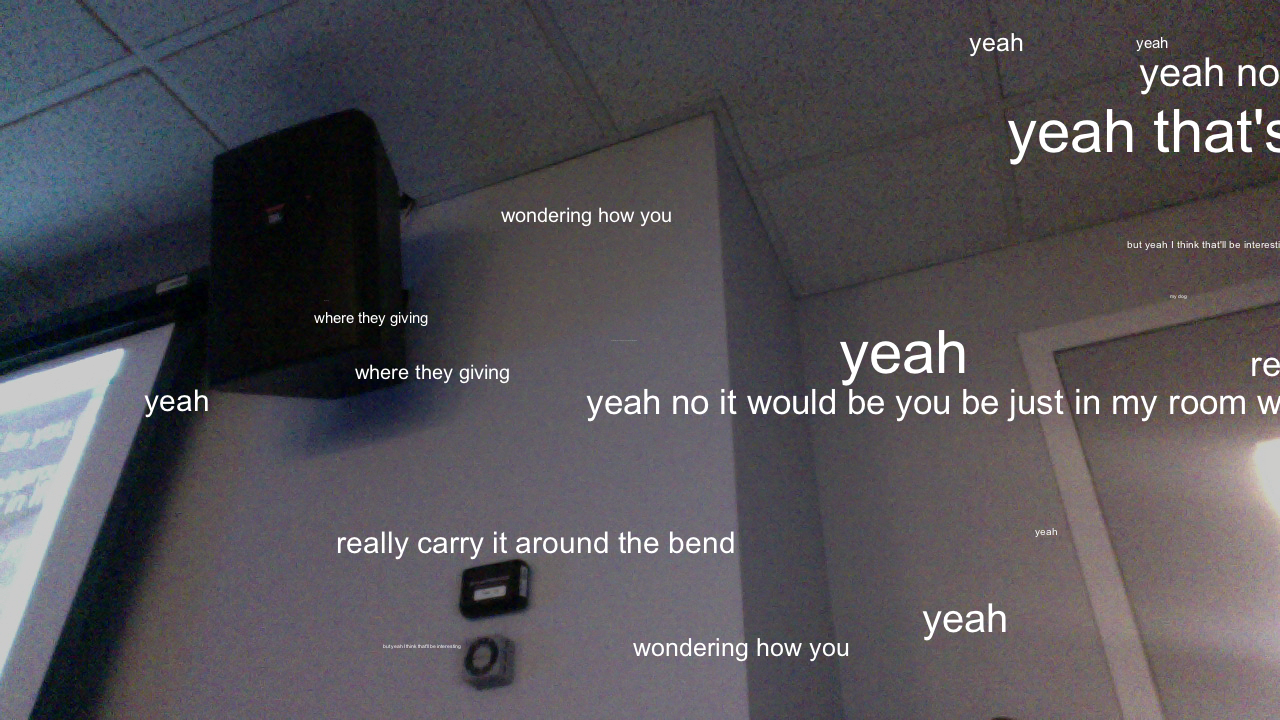 yeah
yeah
yeah no
yeah that's
wondering how you
but yeah I think that'll be interesti
my dog
where they giving
yeah
re
where they giving
yeah
yeah no it would be you be just in my room w
yeah
really carry it around the bend
yeah
but yeah I think that'll be interesting
wondering how you